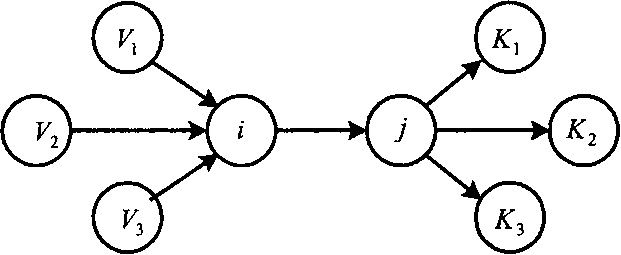 V₁ K₁
V₂ i j K₂
V₃ K₃